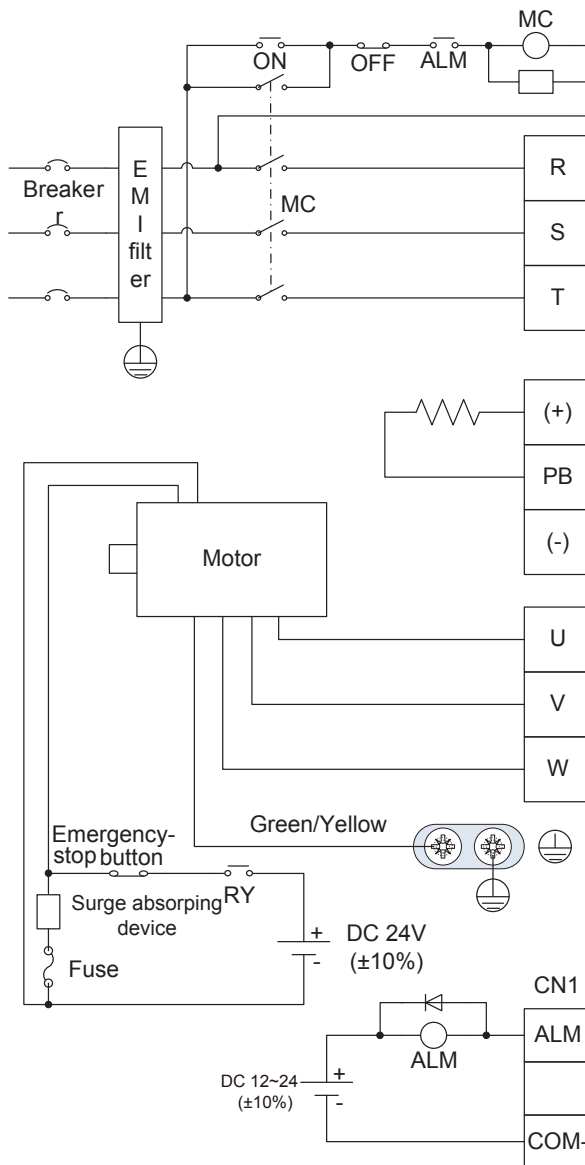 MC
ON
OFF
ALM
Breaker
r
E
M
I
filt
er
MC
R
S
T
(+)
PB
(-)
Motor
U
V
W
Green/Yellow
Emergency-
stop button
RY
Surge absorping
device
Fuse
+
-
DC 24V
(±10%)
CN1
ALM
ALM
DC 12~24
(±10%)
+
-
COM-